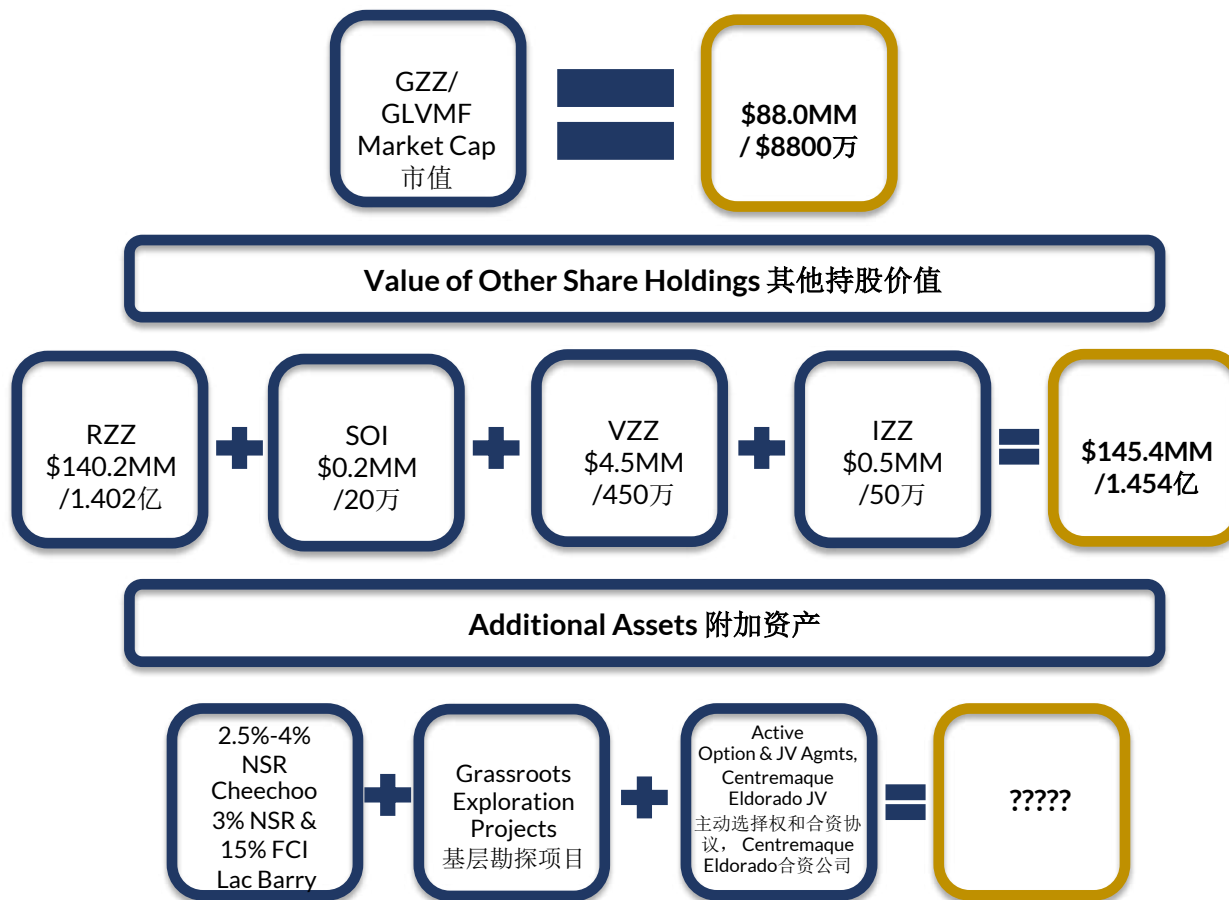 GZZ/
GLVMF
Market Cap
市值
$88.0MM
/ $8800万
Value of Other Share Holdings 其他持股价值
RZZ
$140.2MM
/1.402亿
SOI
$0.2MM
/20万
VZZ
$4.5MM
/450万
IZZ
$0.5MM
/50万
$145.4MM
/1.454亿
Additional Assets 附加资产
2.5%-4%
NSR
Cheechoo
3% NSR &
15% FCI
Lac Barry
Grassroots
Exploration
Projects
基层勘探项目
Active
Option & JV Agmts,
Centremaque
Eldorado JV
主动选择权和合资协
议， Centremaque
Eldorado合资公司
?????